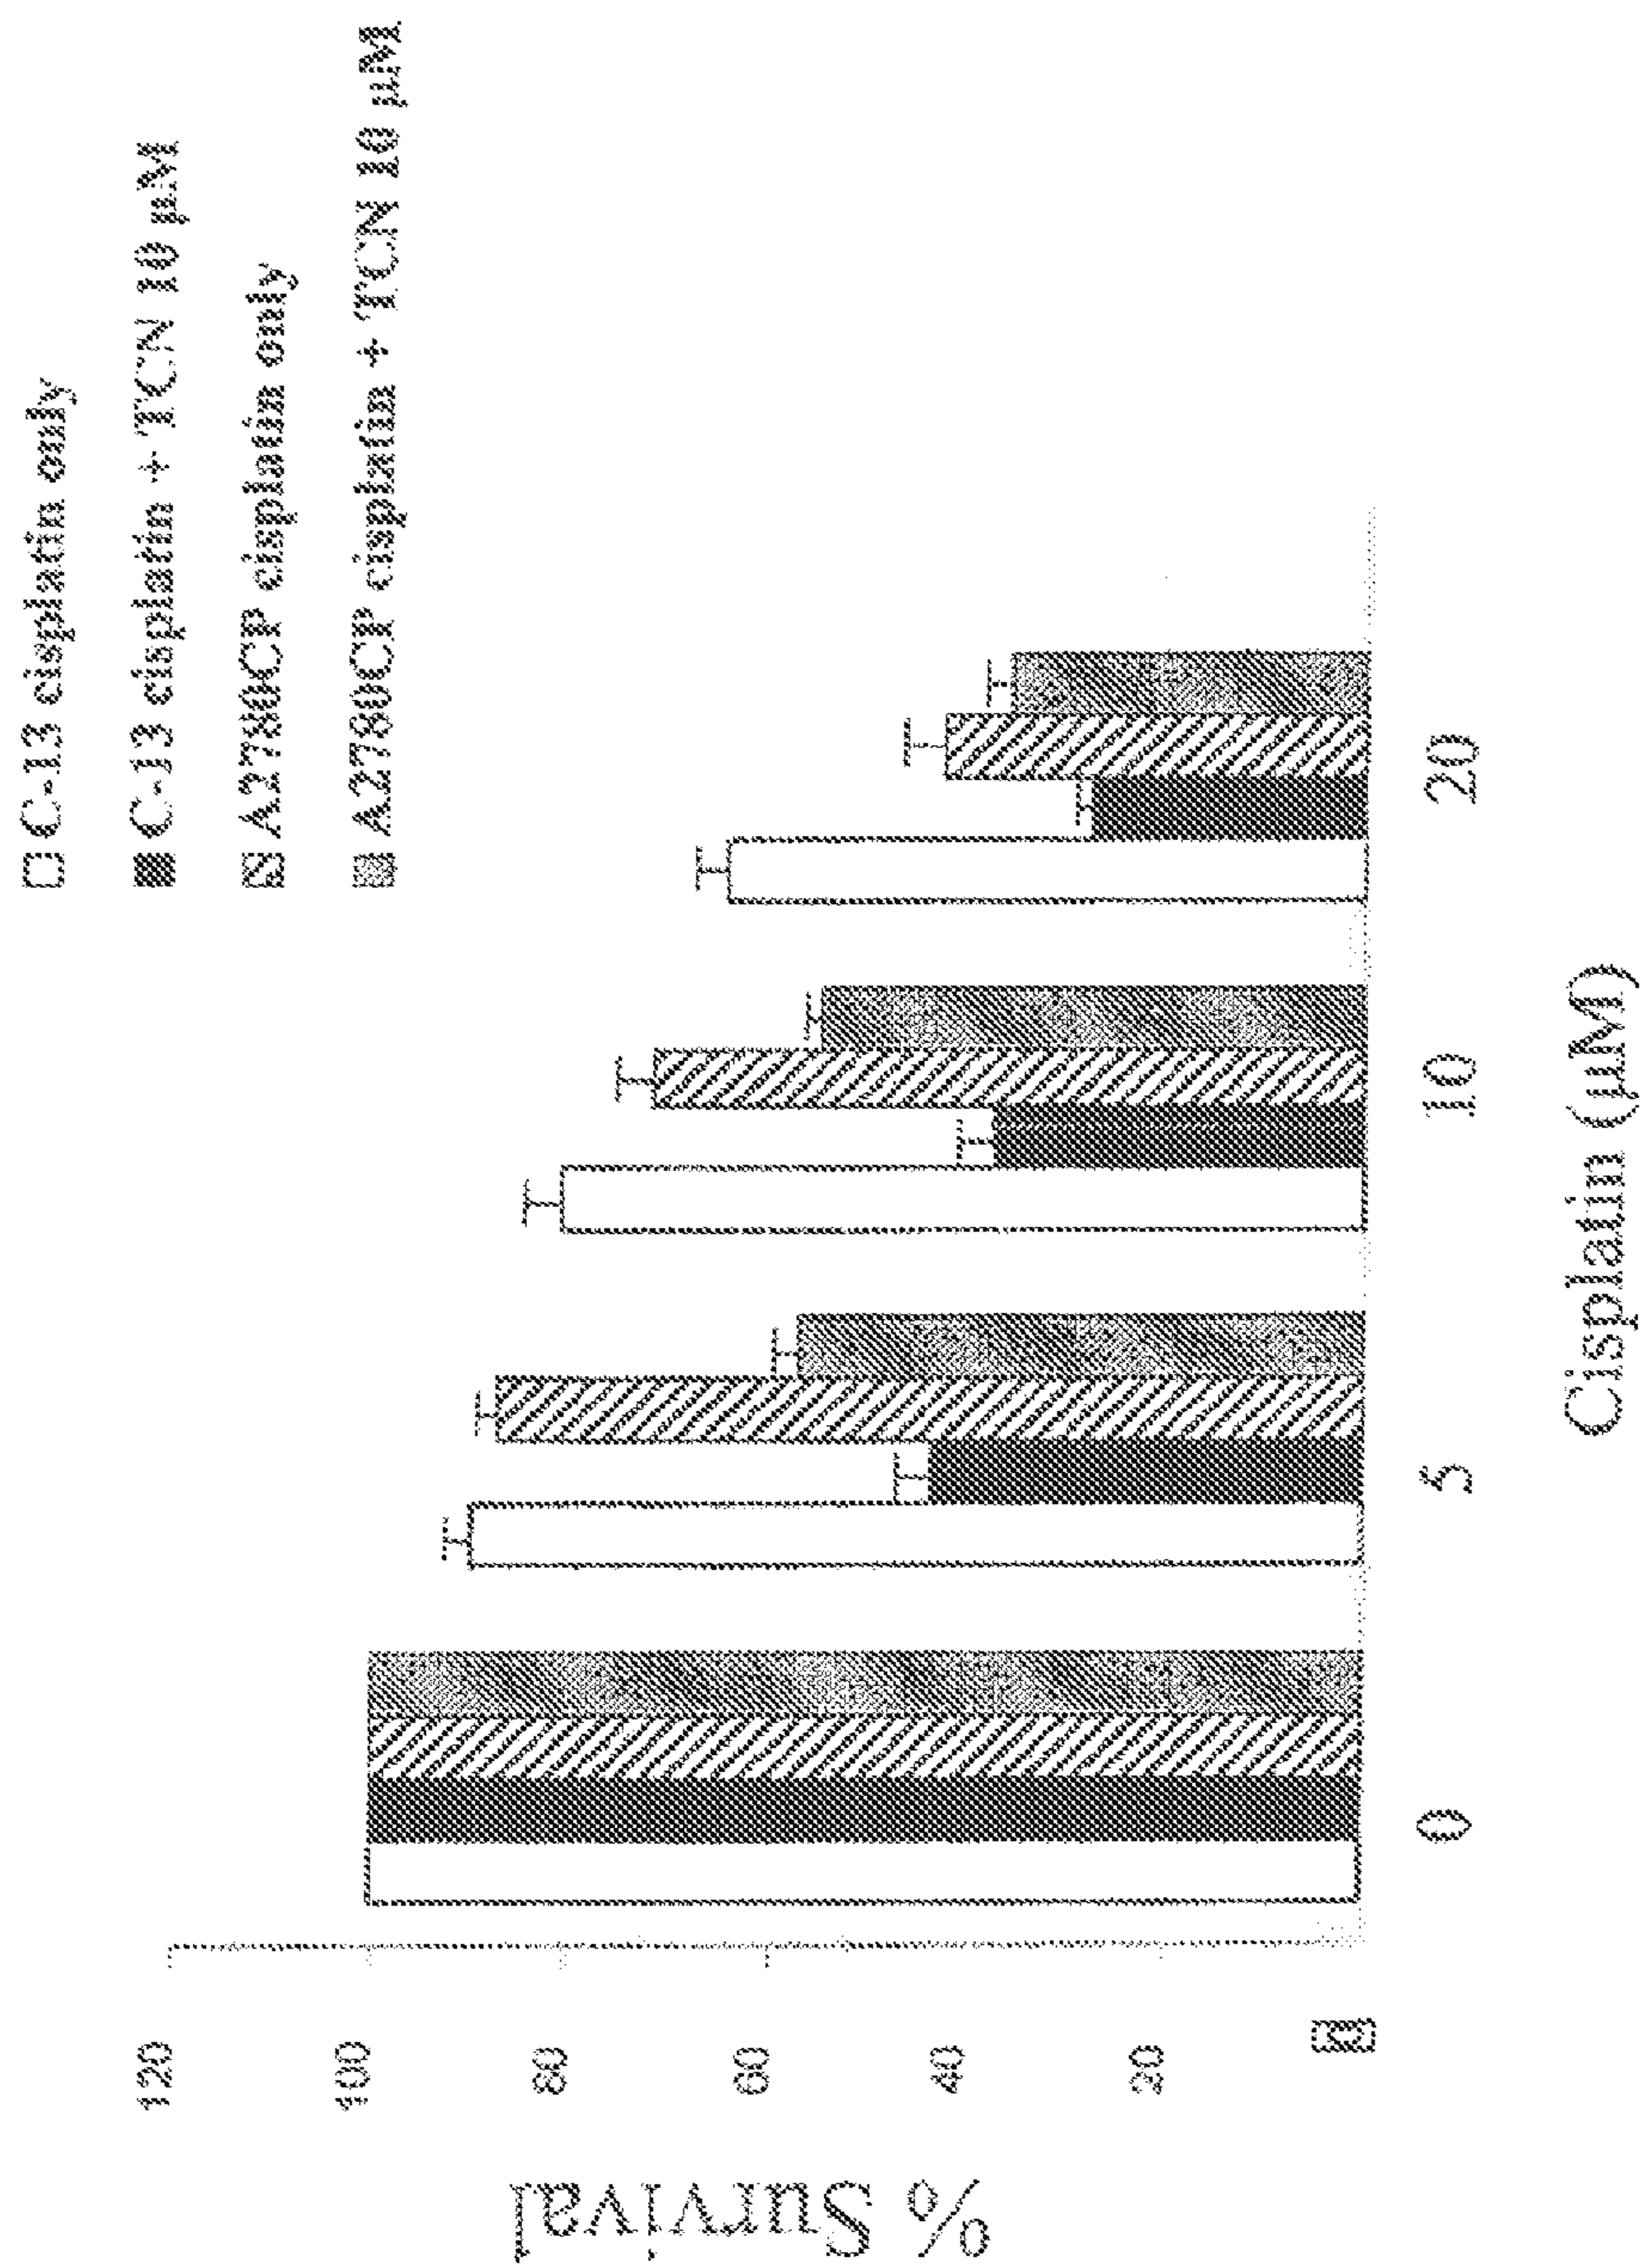 C-13 cisplatin only
C-13 cisplatin + TCN 10 µM
A2780CP cisplatin only
A2780CP cisplatin + TCN 10 µM
% Survival
120
100
80
60
40
20
0
0 5 10 20
Cisplatin (µM)